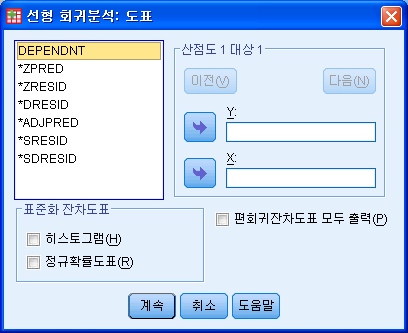 선형 회귀분석: 도표
DEPENDNT
*ZPRED
*ZRESID
*DRESID
*ADJPRED
*SRESID
*SDRESID
산점도 1 대상 1
이전(V)
다음(N)
Y:
X:
표준화 잔차도표
히스토그램(H)
정규확률도표(R)
편회귀잔차도표 모두 출력(P)
계속
취소
도움말